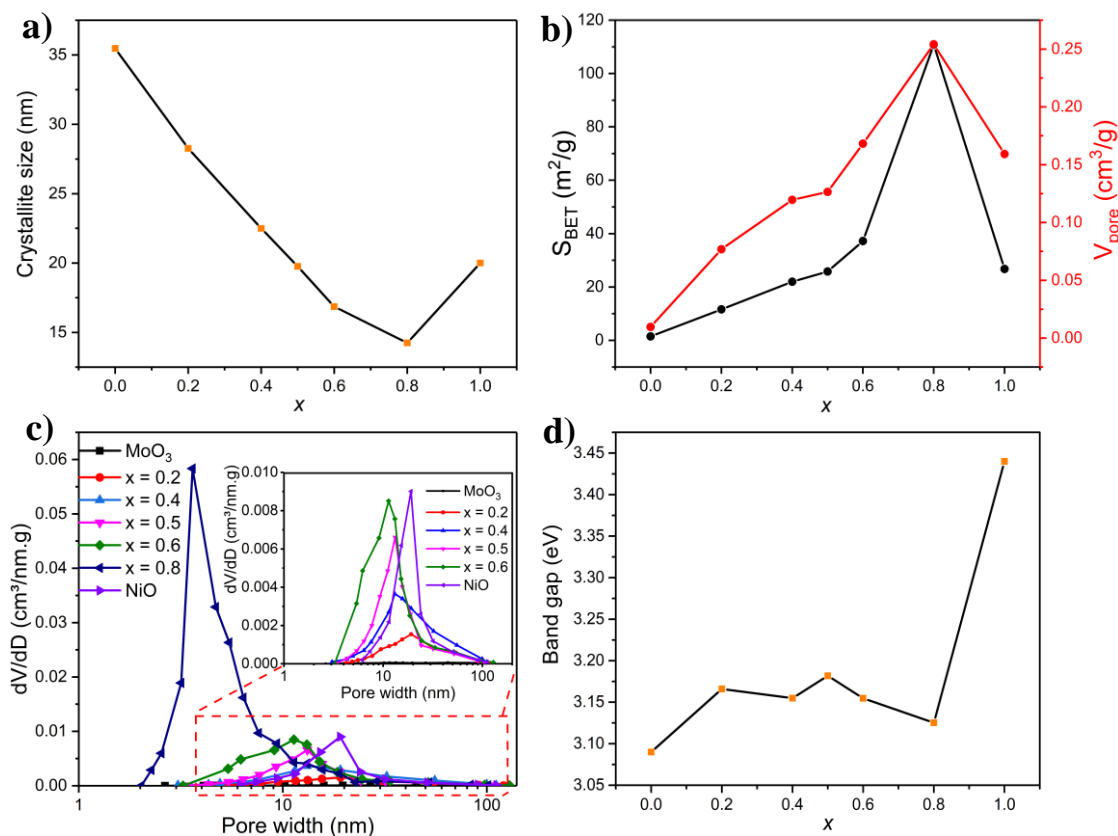 a)
Crystallite size (nm)
35
30
25
20
15
0.0 0.2 0.4 0.6 0.8 1.0
x
b)
S_BET (m²/g)
120
100
80
60
40
20
0
0.0 0.2 0.4 0.6 0.8 1.0
x
0.25
0.20
0.15
0.10
0.05
0.00
V_pore (cm³/g)
c)
dV/dD (cm³/nm.g)
0.06
0.05
0.04
0.03
0.02
0.01
0.00
MoO₃
x = 0.2
x = 0.4
x = 0.5
x = 0.6
x = 0.8
NiO
1 10 100
Pore width (nm)
dV/dD (cm³/nm.g)
0.010
0.008
0.006
0.004
0.002
0.000
MoO₃
x = 0.2
x = 0.4
x = 0.5
x = 0.6
NiO
1 10 100
Pore width (nm)
d)
Band gap (eV)
3.45
3.40
3.35
3.30
3.25
3.20
3.15
3.10
3.05
0.0 0.2 0.4 0.6 0.8 1.0
x